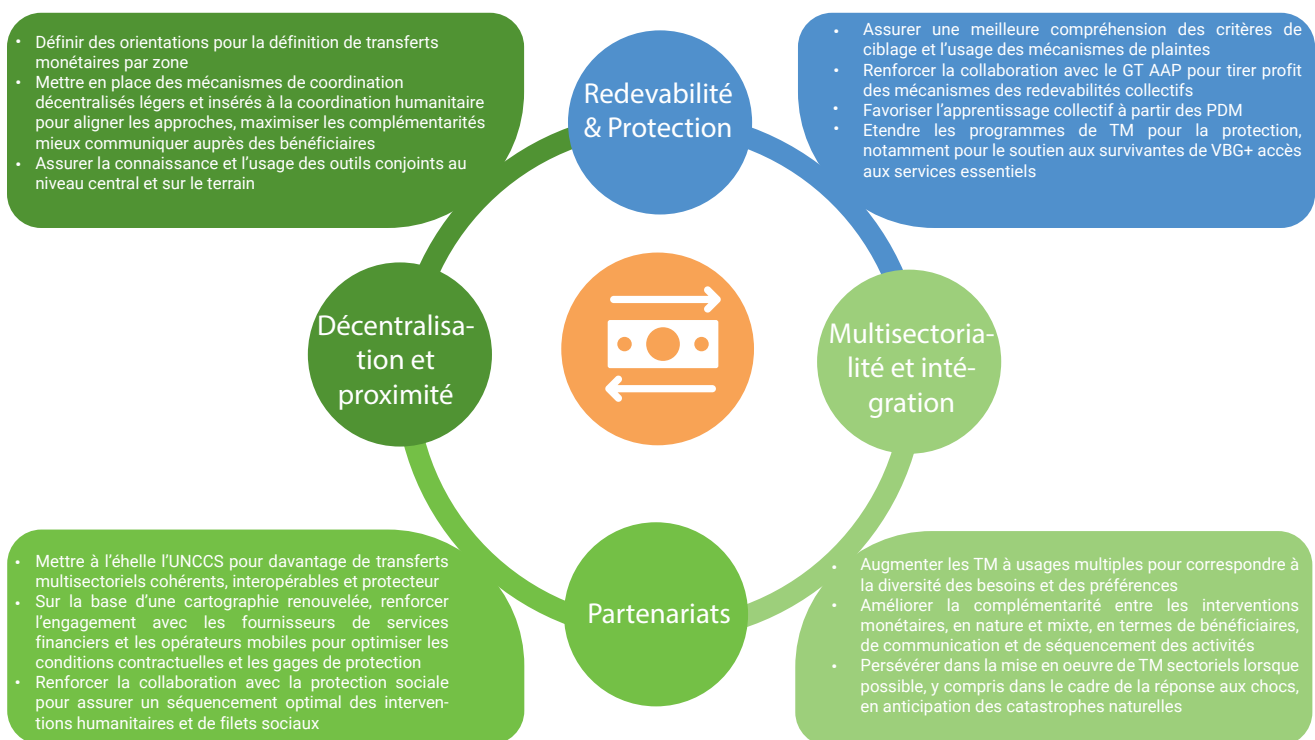 • Définir des orientations pour la définition de transferts
monétaires par zone
• Mettre en place des mécanismes de coordination
décentralisés légers et insérés à la coordination humanitaire
pour aligner les approches, maximiser les complémentarités
mieux communiquer auprès des bénéficiaires
• Assurer la connaissance et l'usage des outils conjoints au
niveau central et sur le terrain
Redevabilité
& Protection
• Assurer une meilleure compréhension des critères de
ciblage et l'usage des mécanismes de plaintes
• Renforcer la collaboration avec le GT AAP pour tirer profit
des mécanismes des redevabilités collectifs
• Favoriser l'apprentissage collectif à partir des PDM
• Etendre les programmes de TM pour la protection,
notamment pour le soutien aux survivantes de VBG+ accès
aux services essentiels
Décentralisa-
tion et
proximité
Multisectoria-
lité et inté-
gration
• Mettre à l'éhelle l'UNCCS pour davantage de transferts
multisectoriels cohérents, interopérables et protecteur
• Sur la base d'une cartographie renouvelée, renforcer
l'engagement avec les fournisseurs de services
financiers et les opérateurs mobiles pour optimiser les
conditions contractuelles et les gages de protection
• Renforcer la collaboration avec la protection sociale
pour assurer un séquencement optimal des interven-
tions humanitaires et de filets sociaux
Partenariats
• Augmenter les TM à usages multiples pour correspondre à
la diversité des besoins et des préférences
• Améliorer la complémentarité entre les interventions
monétaires, en nature et mixte, en termes de bénéficiaires,
de communication et de séquencement des activités
• Persévérer dans la mise en oeuvre de TM sectoriels lorsque
possible, y compris dans le cadre de la réponse aux chocs,
en anticipation des catastrophes naturelles